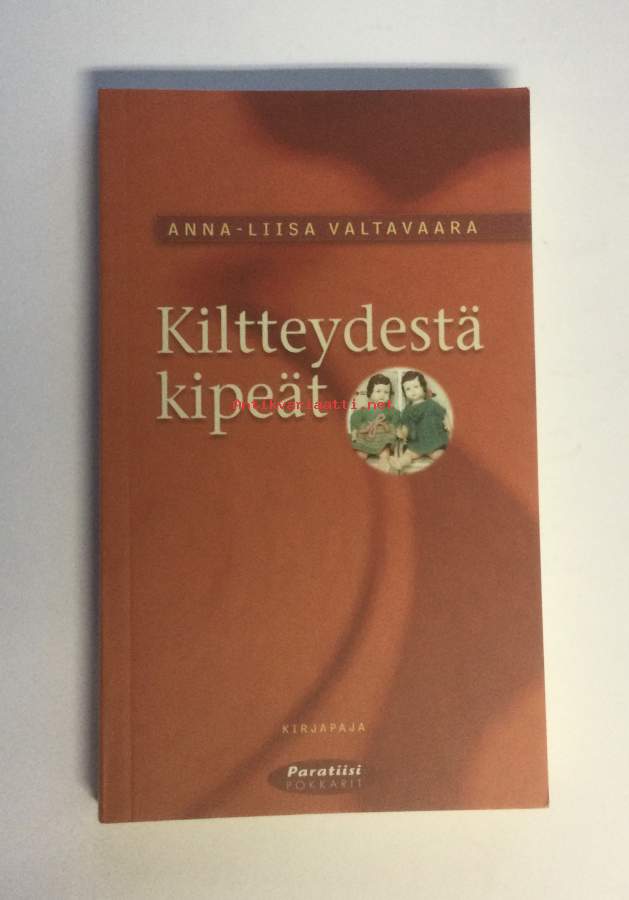 ANNA-LIISA VALTAVAARA
Kiltteydestä
kipeät
Antikvariaatti.net
KIRJAPAJA
Paratiisi
POKKARIT